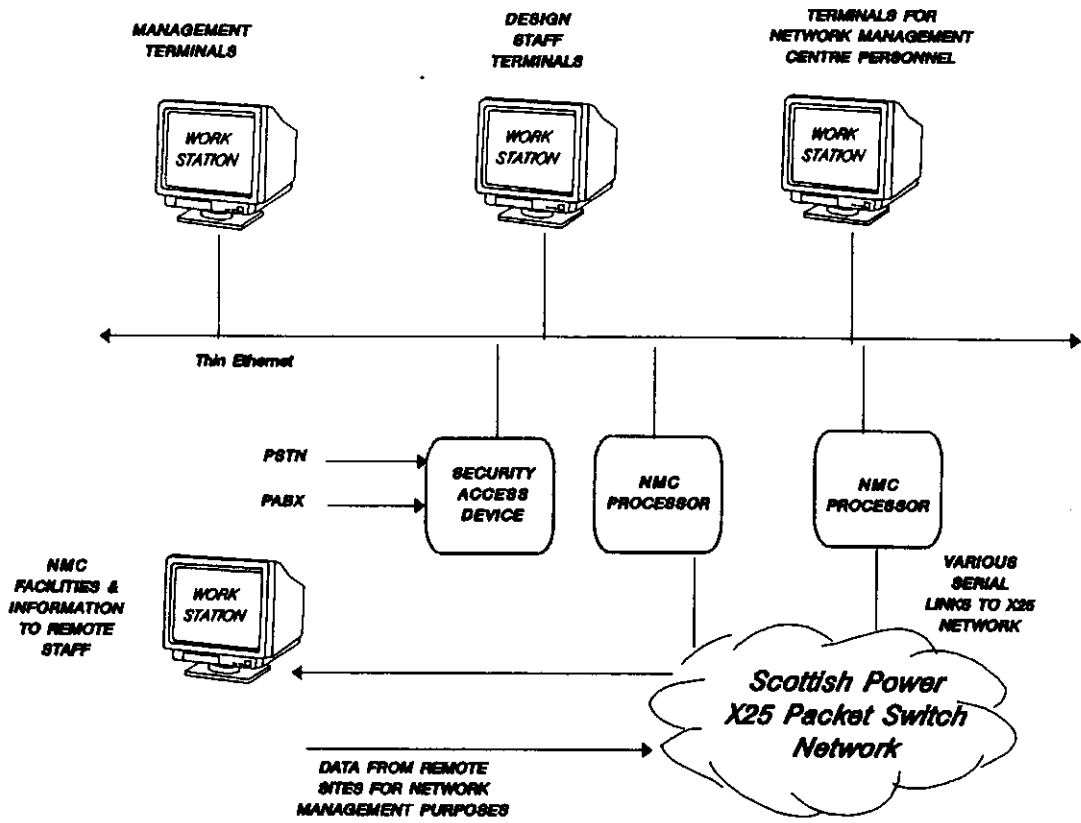 MANAGEMENT
TERMINALS
DESIGN
STAFF
TERMINALS
TERMINALS FOR
NETWORK MANAGEMENT
CENTRE PERSONNEL
WORK
STATION
WORK
STATION
WORK
STATION
Thin Ethernet
PSTN
PABX
SECURITY
ACCESS
DEVICE
NMC
PROCESSOR
NMC
PROCESSOR
NMC
FACILITIES &
INFORMATION
TO REMOTE
STAFF
WORK
STATION
VARIOUS
SERIAL
LINKS TO X25
NETWORK
Scottish Power
X25 Packet Switch
Network
DATA FROM REMOTE
SITES FOR NETWORK
MANAGEMENT PURPOSES